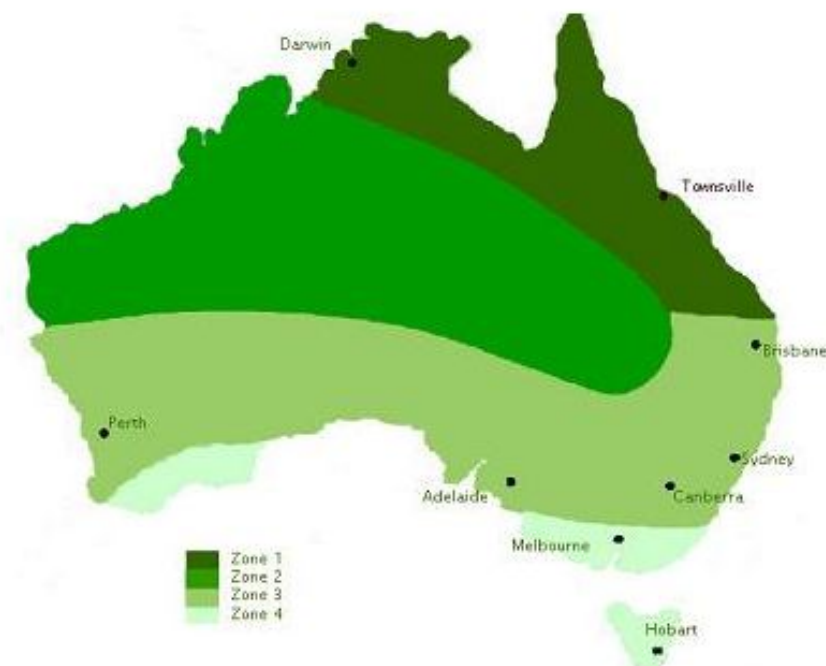 Darwin
Townsville
Brisbane
Perth
Sydney
Adelaide
Canberra
Melbourne
Zone 1
Zone 2
Zone 3
Zone 4
Hobart